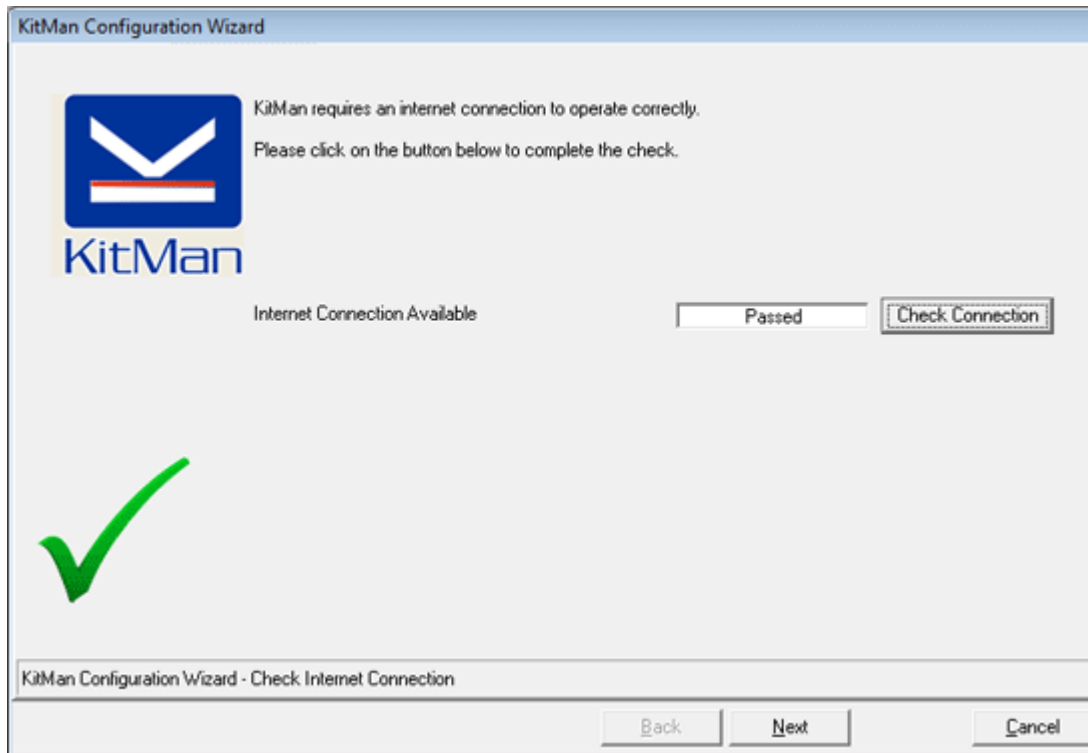 KitMan Configuration Wizard
KitMan requires an internet connection to operate correctly.
Please click on the button below to complete the check.
KitMan
Internet Connection Available Passed Check Connection
KitMan Configuration Wizard - Check Internet Connection
Back Next Cancel